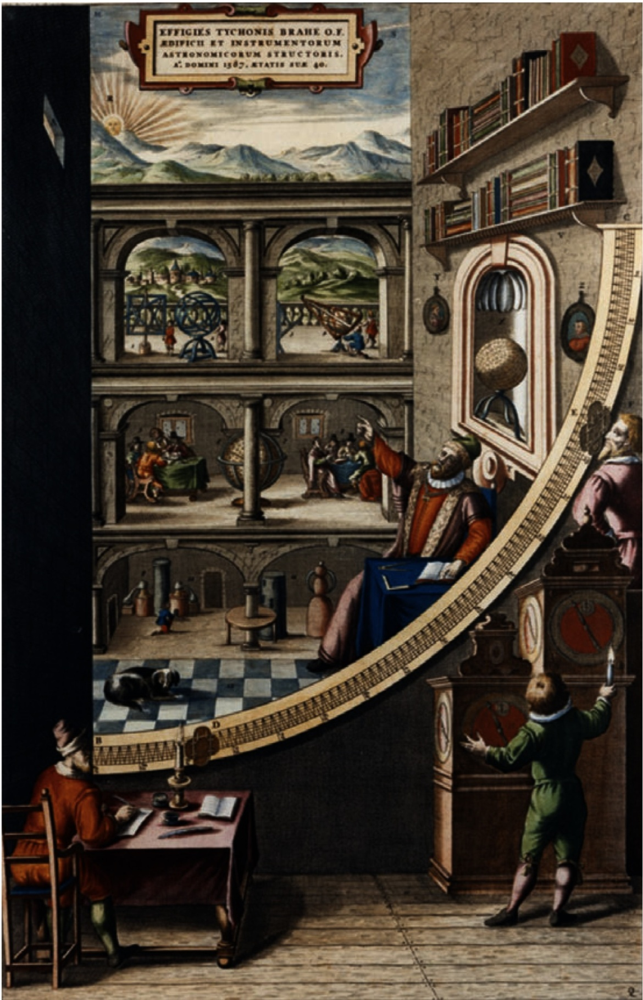 EFFIGIES TYCHONIS BRAHE O.F.
ÆDIFICII ET INSTRUMENTORUM
ASTRONOMICORUM STRUCTORIS.
Aº. DOMINI 1587, ÆTATIS SUÆ 40.
C
V
Y
E
F
D
B
Q